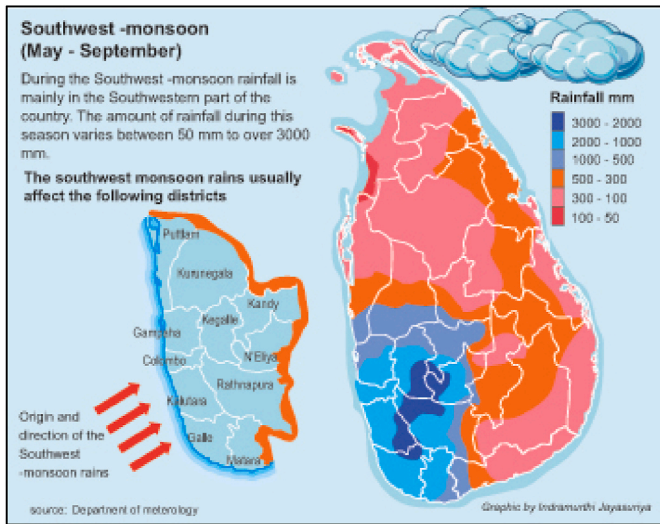 Southwest -monsoon
(May - September)
During the Southwest -monsoon rainfall is
mainly in the Southwestern part of the
country. The amount of rainfall during this
season varies between 50 mm to over 3000
mm.
The southwest monsoon rains usually
affect the following districts
Puttlam
Kurunegala
Kandy
Kegalle
Gampaha
Colombo
N'Eliya
Rathnapura
Kalutara
Galle
Matara
Origin and
direction of the
Southwest
-monsoon rains
source: Department of meterology
Rainfall mm
3000 - 2000
2000 - 1000
1000 - 500
500 - 300
300 - 100
100 - 50
Graphic by Indramurthi Jayasuriya